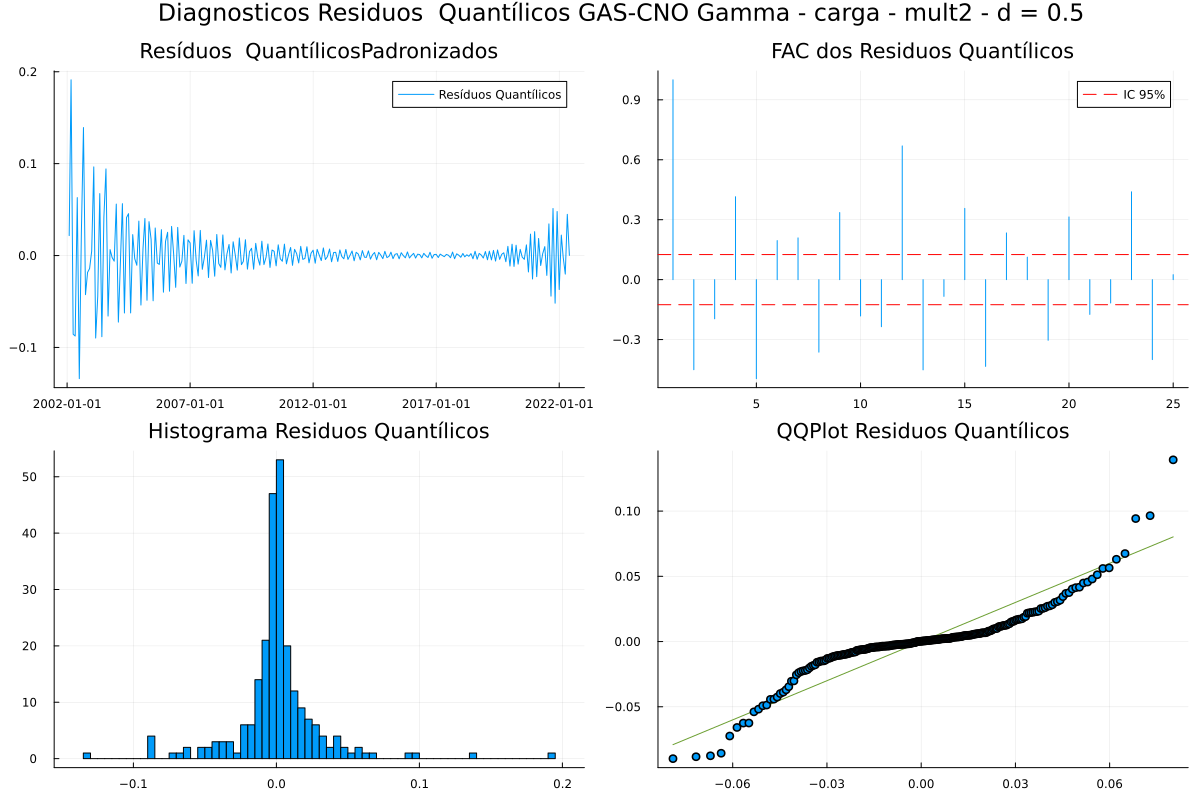 Diagnosticos Residuos  Quantílicos GAS-CNO Gamma - carga - mult2 - d = 0.5
Resíduos  QuantílicosPadronizados
0.2
0.1
0.0
−0.1
Resíduos Quantílicos
2002-01-01 2007-01-01 2012-01-01 2017-01-01 2022-01-01
FAC dos Residuos Quantílicos
0.9
0.6
0.3
0.0
−0.3
IC 95%
5 10 15 20 25
Histograma Residuos Quantílicos
50
40
30
20
10
0
−0.1 0.0 0.1 0.2
QQPlot Residuos Quantílicos
0.10
0.05
0.00
−0.05
−0.06 −0.03 0.00 0.03 0.06